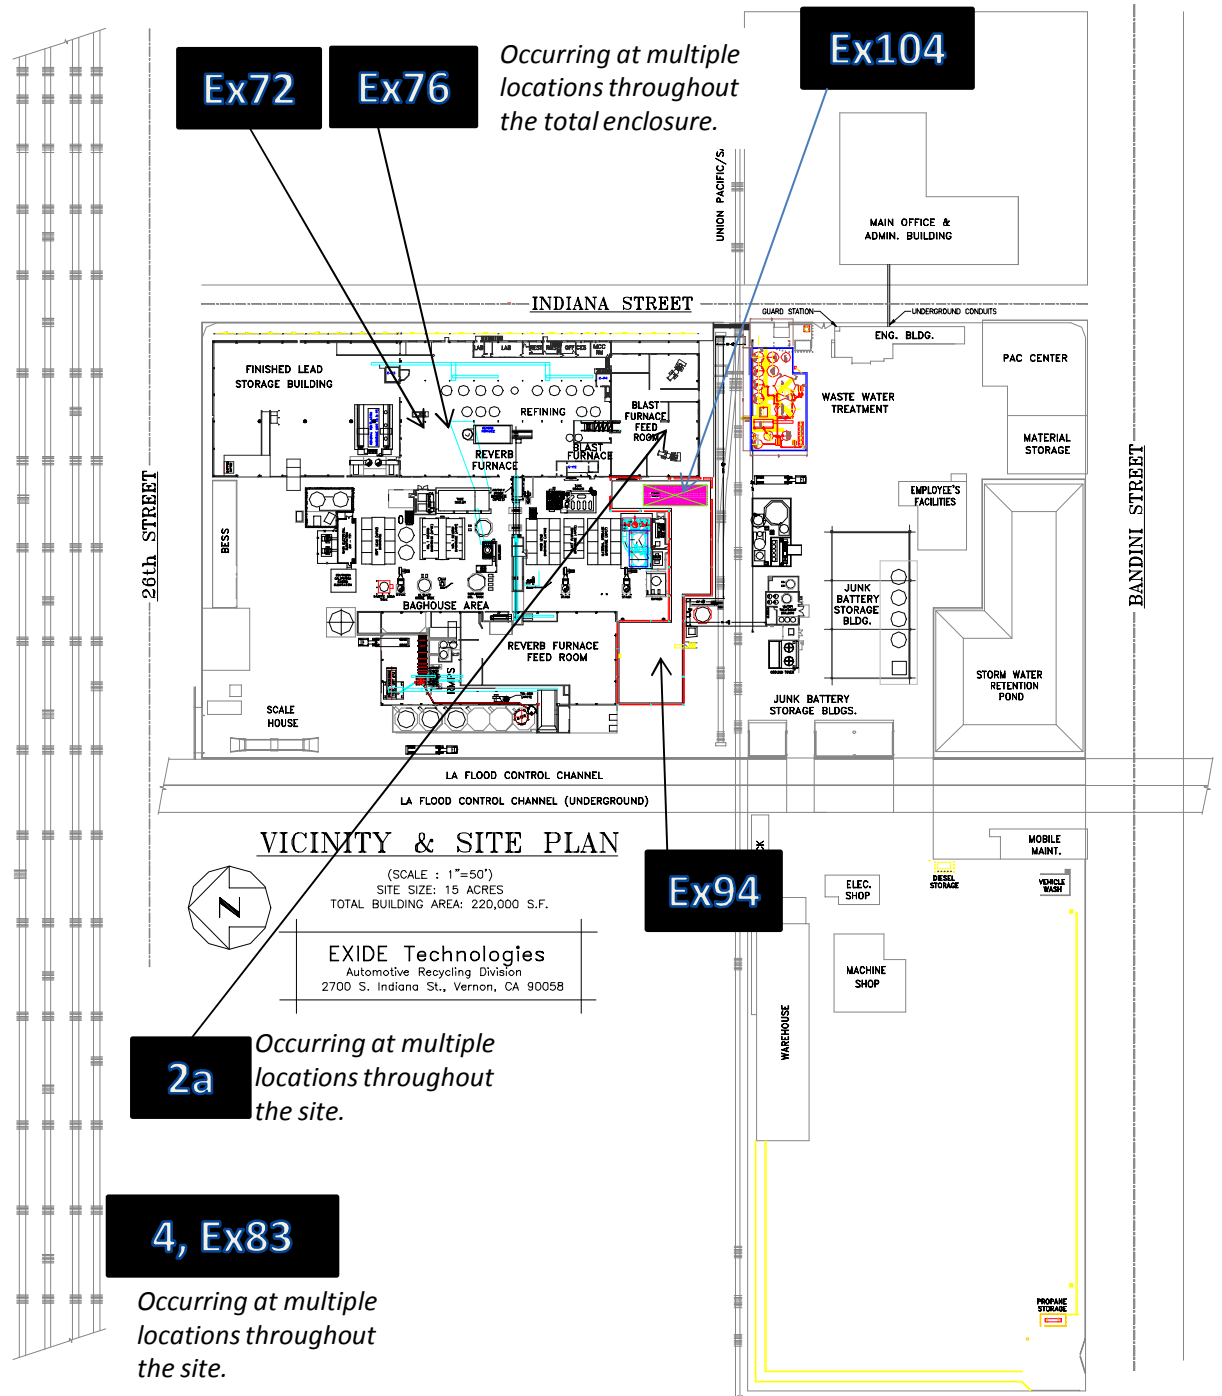 Ex72
Ex76
Occurring at multiple
locations throughout
the total enclosure.
Ex104
UNION PACIFIC/S
MAIN OFFICE &
ADMIN. BUILDING
INDIANA STREET
GUARD STATION
UNDERGROUND CONDUITS
ENG. BLDG.
PAC CENTER
FINISHED LEAD
STORAGE BUILDING
LAB
LAB
MCC
RM
REFINING
BLAST
FURNACE
FEED
ROOM
WASTE WATER
TREATMENT
MATERIAL
STORAGE
REVERB
FURNACE
BLAST
FURNACE
26th STREET
BANDINI STREET
BESS
EMPLOYEE'S
FACILITIES
BAGHOUSE AREA
JUNK
BATTERY
STORAGE
BLDG.
REVERB FURNACE
FEED ROOM
STORM WATER
RETENTION
POND
JUNK BATTERY
STORAGE BLDGS.
SCALE
HOUSE
LA FLOOD CONTROL CHANNEL
LA FLOOD CONTROL CHANNEL (UNDERGROUND)
VICINITY & SITE PLAN
(SCALE : 1"=50')
SITE SIZE: 15 ACRES
TOTAL BUILDING AREA: 220,000 S.F.
N
EXIDE Technologies
Automotive Recycling Division
2700 S. Indiana St., Vernon, CA 90058
Ex94
CK
MOBILE
MAINT.
DIESEL
STORAGE
VEHICLE
WASH
ELEC.
SHOP
MACHINE
SHOP
WAREHOUSE
2a
Occurring at multiple
locations throughout
the site.
4, Ex83
Occurring at multiple
locations throughout
the site.
PROPANE
STORAGE